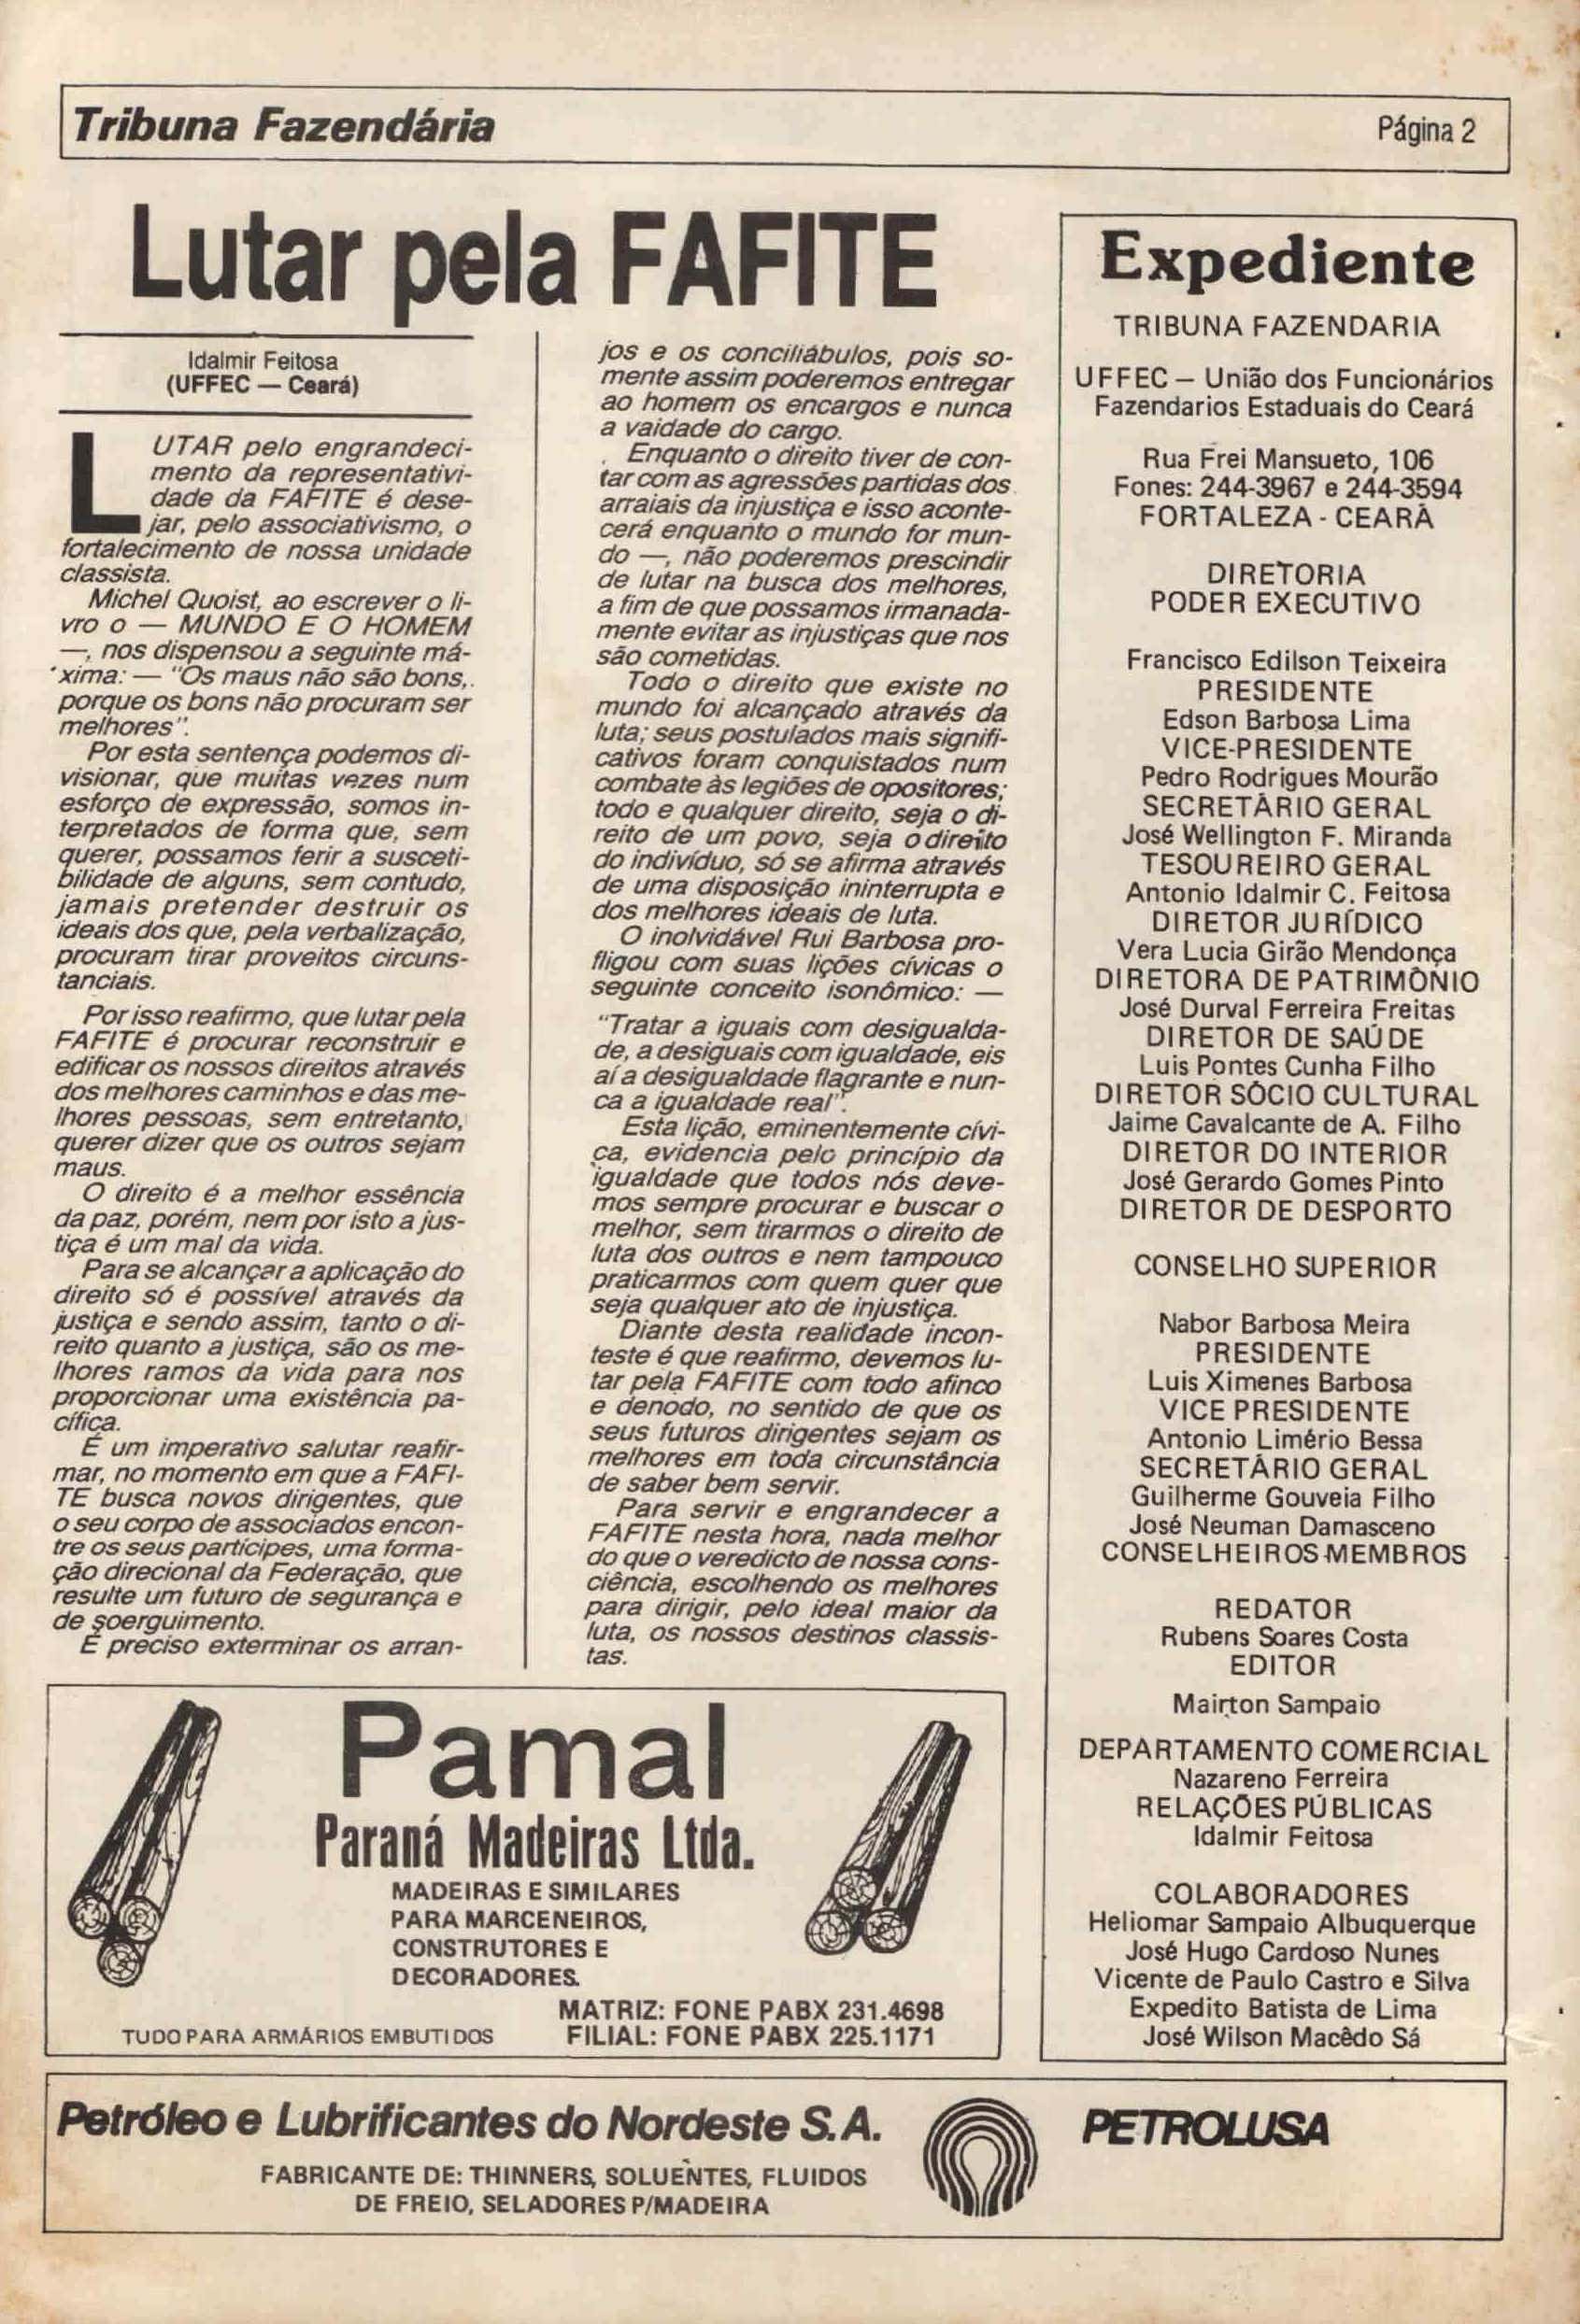 Tribuna Fazendária
Página 2
Lutar pela FAFITE
Idalmir Feitosa
(UFFEC — Ceará)
LUTAR pelo engrandeci-
mento da representativi-
dade da FAFITE é dese-
jar, pelo associativismo, o
fortalecimento de nossa unidade
classista.
Michel Quoist, ao escrever o li-
vro o — MUNDO E O HOMEM
—, nos dispensou a seguinte má-
xima: — "Os maus não são bons,
porque os bons não procuram ser
melhores".
Por esta sentença podemos di-
visionar, que muitas vezes num
esforço de expressão, somos in-
terpretados de forma que, sem
querer, possamos ferir a susceti-
bilidade de alguns, sem contudo,
jamais pretender destruir os
ideais dos que, pela verbalização,
procuram tirar proveitos circuns-
tanciais.
Por isso reafirmo, que lutar pela
FAFITE é procurar reconstruir e
edificar os nossos direitos através
dos melhores caminhos e das me-
lhores pessoas, sem entretanto,
querer dizer que os outros sejam
maus.
O direito é a melhor essência
da paz, porém, nem por isto a jus-
tiça é um mal da vida.
Para se alcançar a aplicação do
direito só é possível através da
justiça e sendo assim, tanto o di-
reito quanto a justiça, são os me-
lhores ramos da vida para nos
proporcionar uma existência pa-
cífica.
É um imperativo salutar reafir-
mar, no momento em que a FAFI-
TE busca novos dirigentes, que
o seu corpo de associados encon-
tre os seus partícipes, uma forma-
ção direcional da Federação, que
resulte um futuro de segurança e
de soerguimento.
É preciso exterminar os arran-
jos e os conciliábulos, pois so-
mente assim poderemos entregar
ao homem os encargos e nunca
a vaidade do cargo.
Enquanto o direito tiver de con-
tar com as agressões partidas dos
arraiais da injustiça e isso aconte-
cerá enquanto o mundo for mun-
do —, não poderemos prescindir
de lutar na busca dos melhores,
a fim de que possamos irmanada-
mente evitar as injustiças que nos
são cometidas.
Todo o direito que existe no
mundo foi alcançado através da
luta; seus postulados mais signifi-
cativos foram conquistados num
combate às legiões de opositores;
todo e qualquer direito, seja o di-
reito de um povo, seja o direito
do indivíduo, só se afirma através
de uma disposição ininterrupta e
dos melhores ideais de luta.
O inolvidável Rui Barbosa pro-
fligou com suas lições cívicas o
seguinte conceito isonômico: —
"Tratar a iguais com desigualda-
de, a desiguais com igualdade, eis
aí a desigualdade flagrante e nun-
ca a igualdade real".
Esta lição, eminentemente cívi-
ca, evidencia pelo princípio da
igualdade que todos nós deve-
mos sempre procurar e buscar o
melhor, sem tirarmos o direito de
luta dos outros e nem tampouco
praticarmos com quem quer que
seja qualquer ato de injustiça.
Diante desta realidade incon-
teste é que reafirmo, devemos lu-
tar pela FAFITE com todo afinco
e denodo, no sentido de que os
seus futuros dirigentes sejam os
melhores em toda circunstância
de saber bem servir.
Para servir e engrandecer a
FAFITE nesta hora, nada melhor
do que o veredicto de nossa cons-
ciência, escolhendo os melhores
para dirigir, pelo ideal maior da
luta, os nossos destinos classis-
tas.
Expediente
TRIBUNA FAZENDARIA
UFFEC – União dos Funcionários
Fazendarios Estaduais do Ceará
Rua Frei Mansueto, 106
Fones: 244-3967 e 244-3594
FORTALEZA - CEARÁ
DIRETORIA
PODER EXECUTIVO
Francisco Edilson Teixeira
PRESIDENTE
Edson Barbosa Lima
VICE-PRESIDENTE
Pedro Rodrigues Mourão
SECRETÁRIO GERAL
José Wellington F. Miranda
TESOUREIRO GERAL
Antonio Idalmir C. Feitosa
DIRETOR JURÍDICO
Vera Lucia Girão Mendonça
DIRETORA DE PATRIMÔNIO
José Durval Ferreira Freitas
DIRETOR DE SAÚDE
Luis Pontes Cunha Filho
DIRETOR SÓCIO CULTURAL
Jaime Cavalcante de A. Filho
DIRETOR DO INTERIOR
José Gerardo Gomes Pinto
DIRETOR DE DESPORTO
CONSELHO SUPERIOR
Nabor Barbosa Meira
PRESIDENTE
Luis Ximenes Barbosa
VICE PRESIDENTE
Antonio Limério Bessa
SECRETÁRIO GERAL
Guilherme Gouveia Filho
José Neuman Damasceno
CONSELHEIROS-MEMBROS
REDATOR
Rubens Soares Costa
EDITOR
Mairton Sampaio
DEPARTAMENTO COMERCIAL
Nazareno Ferreira
RELAÇÕES PÚBLICAS
Idalmir Feitosa
COLABORADORES
Heliomar Sampaio Albuquerque
José Hugo Cardoso Nunes
Vicente de Paulo Castro e Silva
Expedito Batista de Lima
José Wilson Macêdo Sá
Pamal
Paraná Madeiras Ltda.
MADEIRAS E SIMILARES
PARA MARCENEIROS,
CONSTRUTORES E
DECORADORES.
TUDO PARA ARMÁRIOS EMBUTIDOS
MATRIZ: FONE PABX 231.4698
FILIAL: FONE PABX 225.1171
Petróleo e Lubrificantes do Nordeste S.A.
FABRICANTE DE: THINNERS, SOLUENTES, FLUIDOS
DE FREIO, SELADORES P/MADEIRA
PETROLUSA